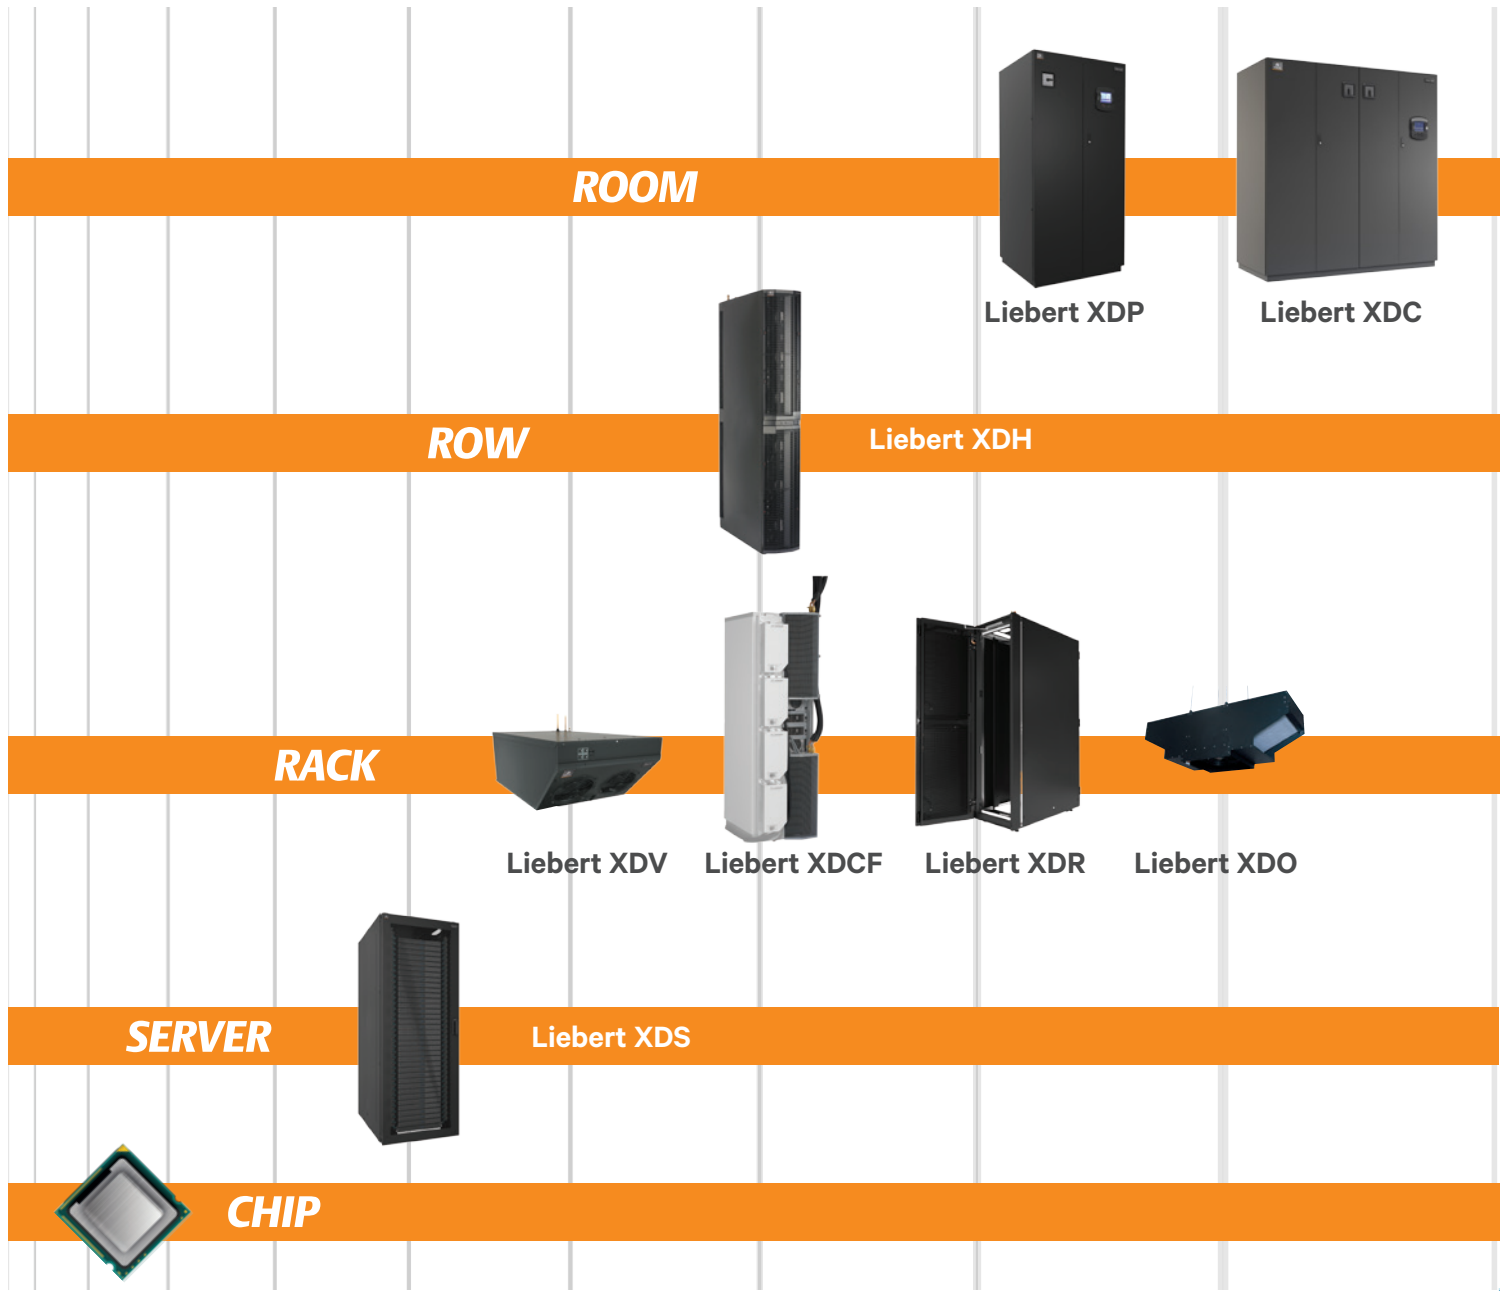 ROOM
Liebert XDP
Liebert XDC
ROW
Liebert XDH
RACK
Liebert XDV
Liebert XDCF
Liebert XDR
Liebert XDO
SERVER
Liebert XDS
CHIP